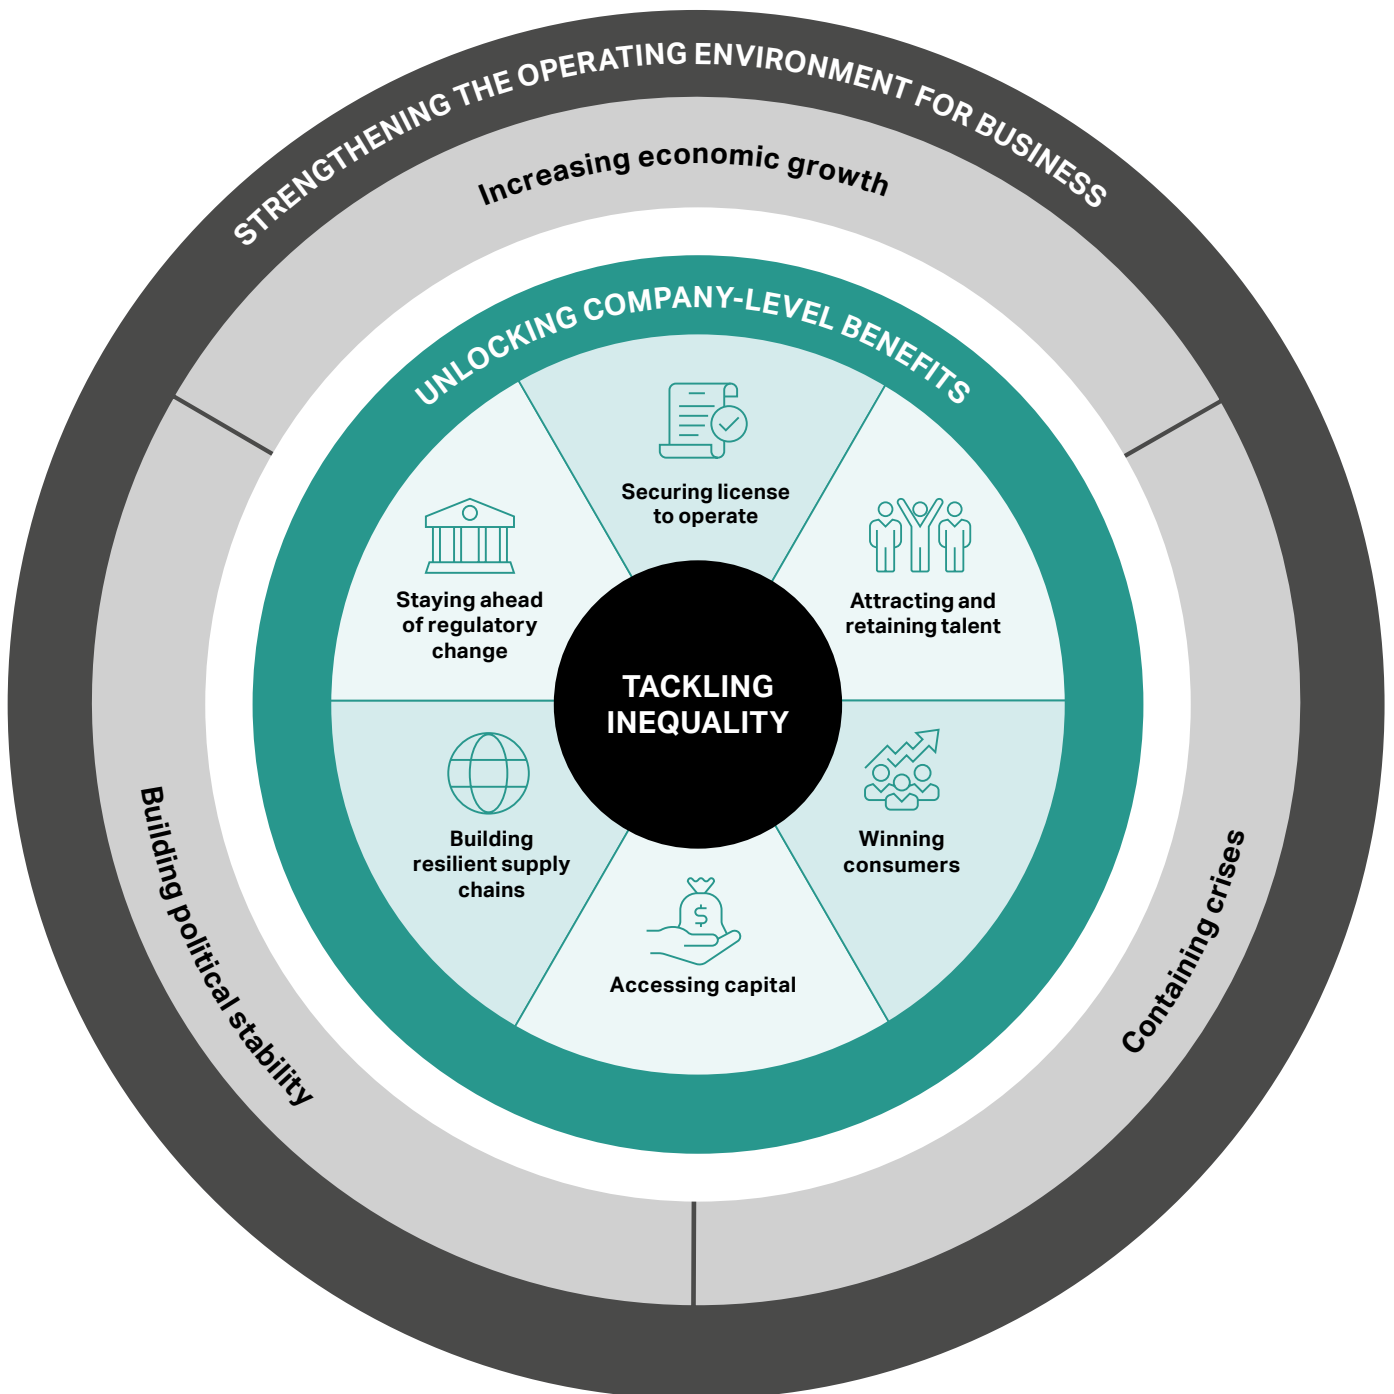 STRENGTHENING THE OPERATING ENVIRONMENT FOR BUSINESS
Increasing economic growth
UNLOCKING COMPANY-LEVEL BENEFITS
Securing license
to operate
Attracting and
retaining talent
Winning
consumers
Accessing capital
Building
resilient supply
chains
Staying ahead
of regulatory
change
TACKLING
INEQUALITY
$
Containing crises
Building political stability